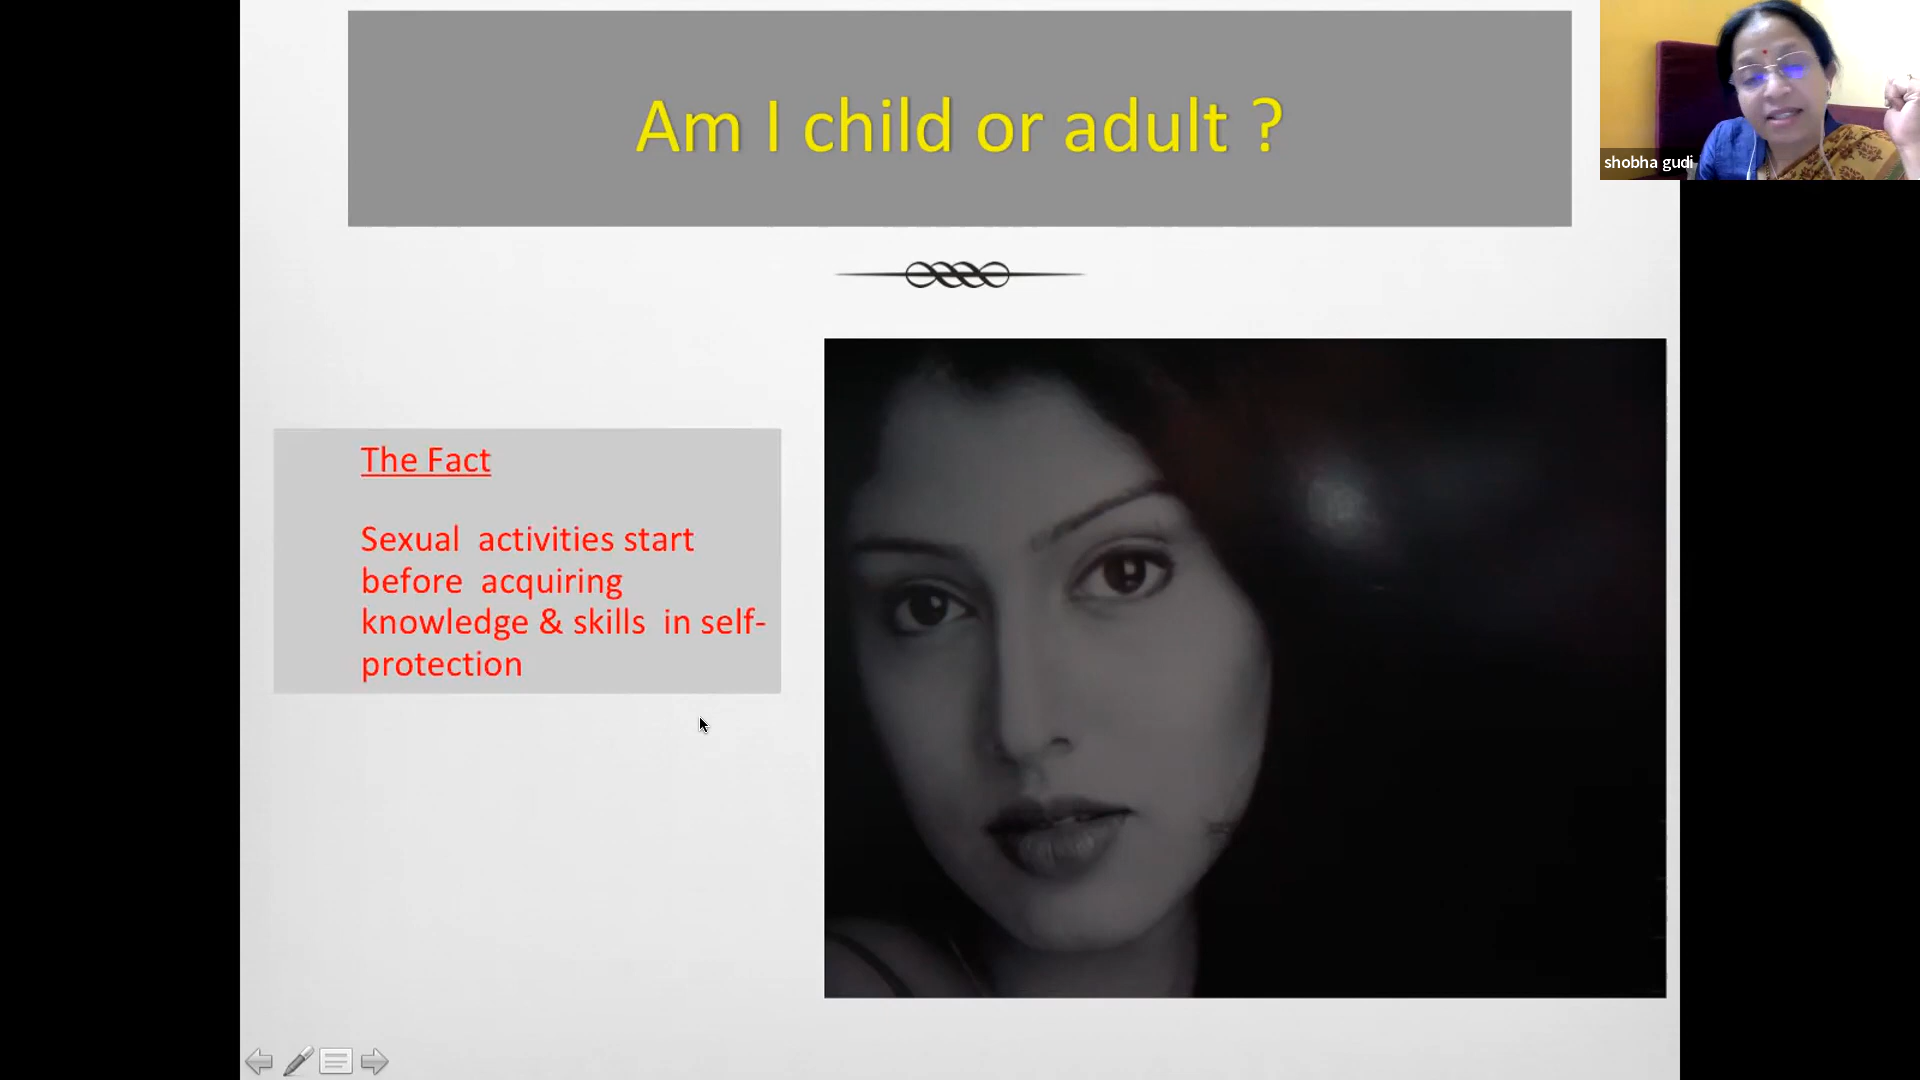 Am I child or adult ?
shobha gudi
The Fact
Sexual activities start
before acquiring
knowledge & skills in self-
protection